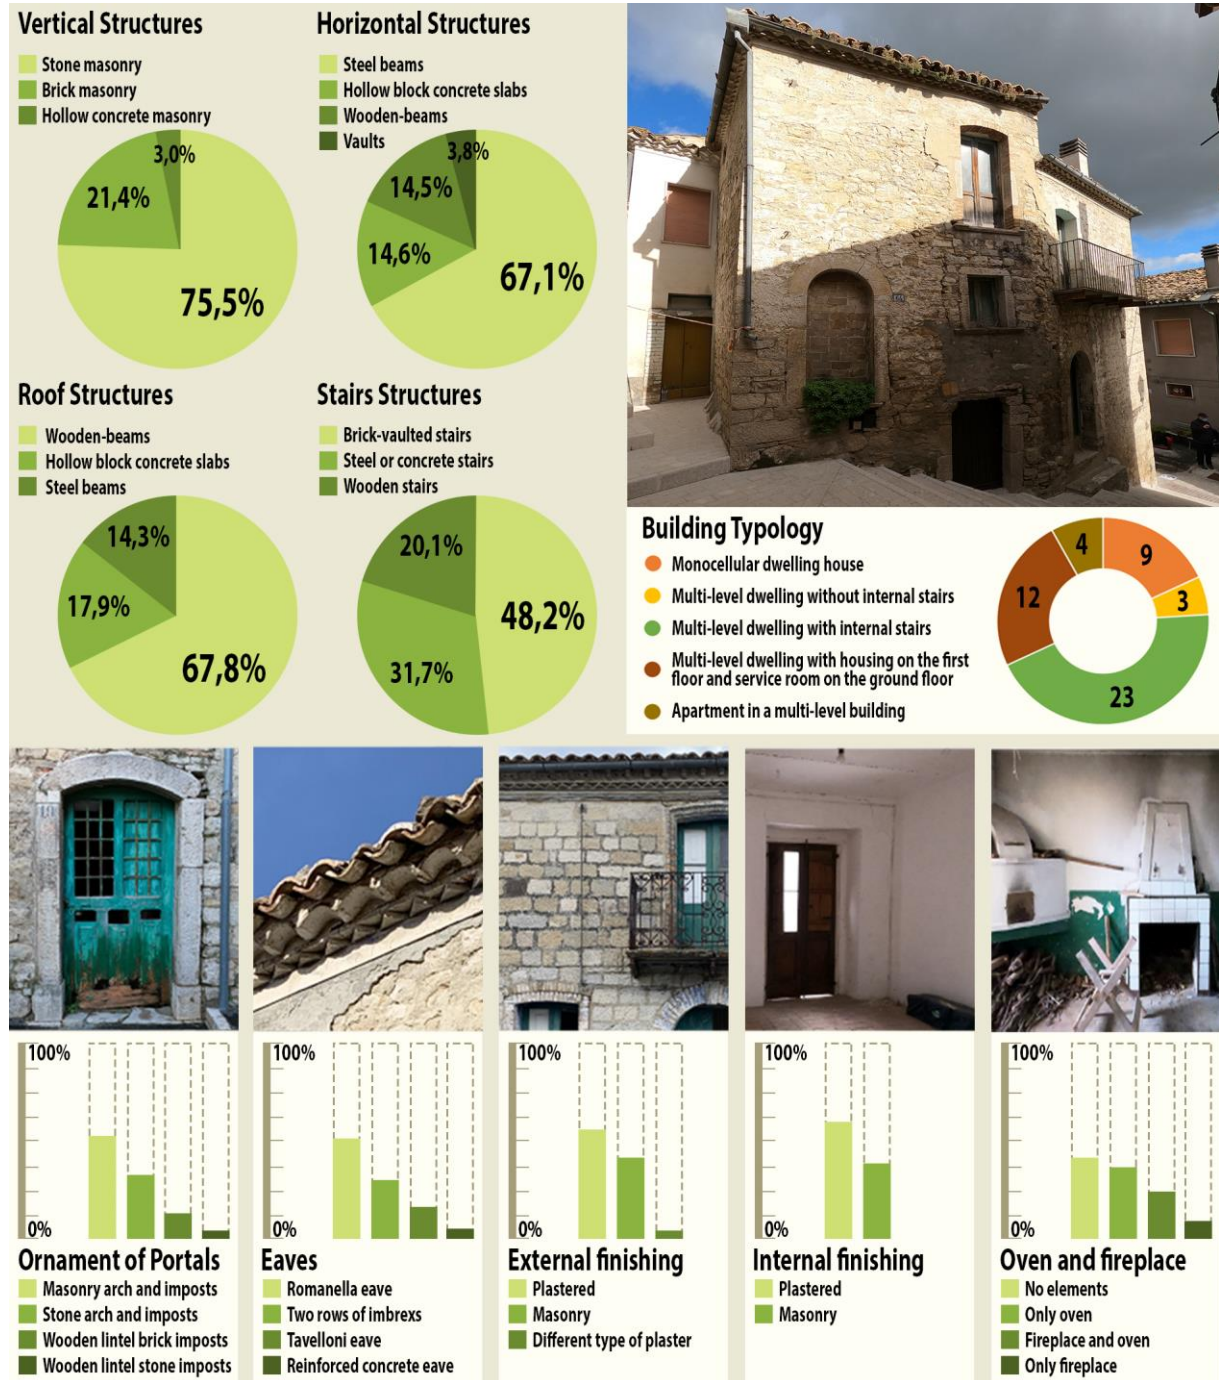 Vertical Structures
Stone masonry
Brick masonry
Hollow concrete masonry
3,0%
21,4%
75,5%
Horizontal Structures
Steel beams
Hollow block concrete slabs
Wooden-beams
Vaults
3,8%
14,5%
14,6%
67,1%
Roof Structures
Wooden-beams
Hollow block concrete slabs
Steel beams
14,3%
17,9%
67,8%
Stairs Structures
Brick-vaulted stairs
Steel or concrete stairs
Wooden stairs
20,1%
48,2%
31,7%
Building Typology
Monocellular dwelling house
Multi-level dwelling without internal stairs
Multi-level dwelling with internal stairs
Multi-level dwelling with housing on the first
floor and service room on the ground floor
Apartment in a multi-level building
4
9
3
12
23
100%
0%
Ornament of Portals
Masonry arch and imposts
Stone arch and imposts
Wooden lintel brick imposts
Wooden lintel stone imposts
100%
0%
Eaves
Romanella eave
Two rows of imbrexs
Tavelloni eave
Reinforced concrete eave
100%
0%
External finishing
Plastered
Masonry
Different type of plaster
100%
0%
Internal finishing
Plastered
Masonry
100%
0%
Oven and fireplace
No elements
Only oven
Fireplace and oven
Only fireplace